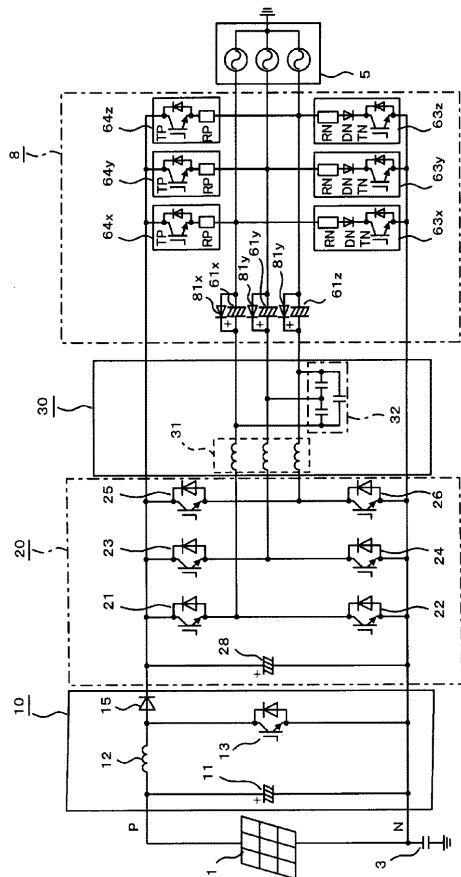 10
20
30
8
P
12
15
21
23
25
31
64x
64y
64z
TP
RP
TP
RP
TP
RP
1
11
+
13
28
+
81x
61x
81y
61y
81y
61z
+
+
+
5
N
3
22
24
26
32
RN
DN
TN
RN
DN
TN
RN
DN
TN
63x
63y
63z